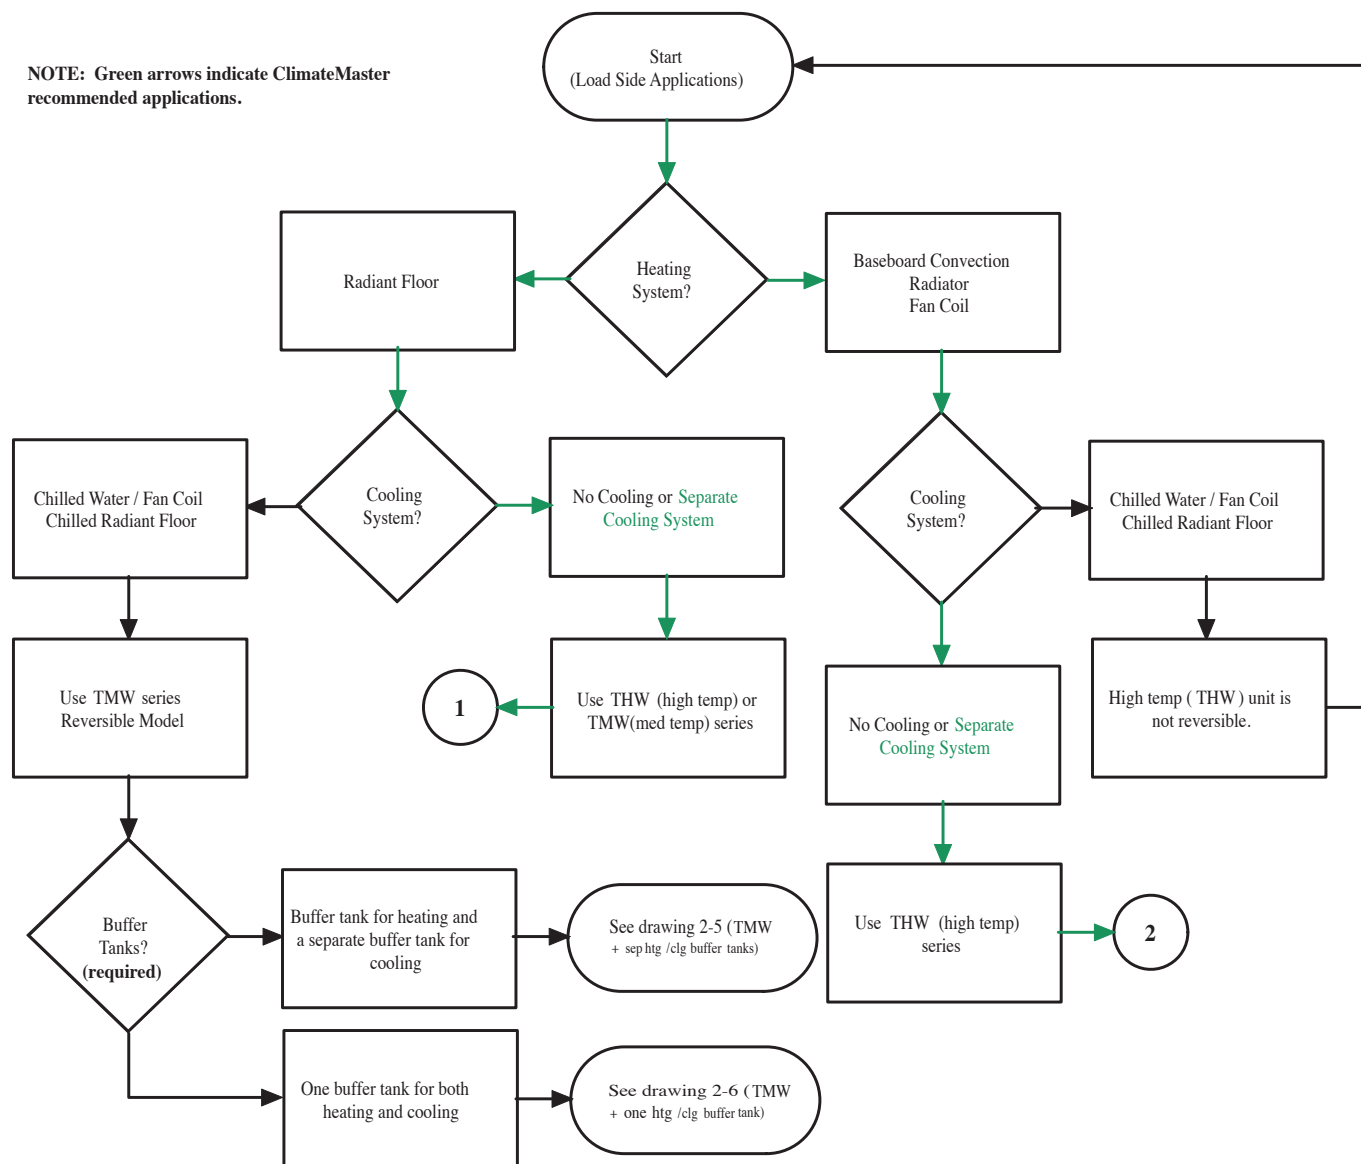 NOTE: Green arrows indicate ClimateMaster
recommended applications.
Start
(Load Side Applications)
Radiant Floor
Heating
System?
Baseboard Convection
Radiator
Fan Coil
Chilled Water / Fan Coil
Chilled Radiant Floor
Cooling
System?
No Cooling or Separate
Cooling System
Cooling
System?
Chilled Water / Fan Coil
Chilled Radiant Floor
Use TMW series
Reversible Model
1
Use THW (high temp) or
TMW(med temp) series
No Cooling or Separate
Cooling System
High temp ( THW ) unit is
not reversible.
Buffer
Tanks?
(required)
Buffer tank for heating and
a separate buffer tank for
cooling
See drawing 2-5 (TMW
+ sep htg /clg buffer tanks)
Use THW (high temp)
series
2
One buffer tank for both
heating and cooling
See drawing 2-6 ( TMW
+ one htg /clg buffer tank)